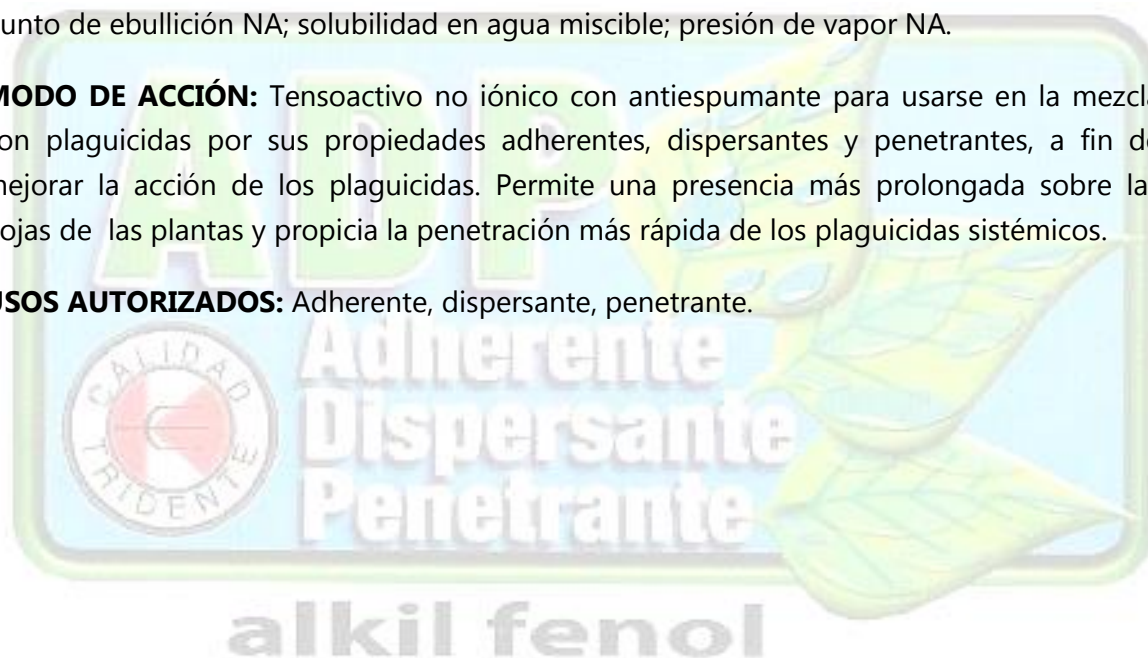 unto de ebullición NA; solubilidad en agua miscible; presión de vapor NA.
MODO DE ACCIÓN: Tensoactivo no iónico con antiespumante para usarse en la mezcl
on plaguicidas por sus propiedades adherentes, dispersantes y penetrantes, a fin d
mejorar la acción de los plaguicidas. Permite una presencia más prolongada sobre la
ojas de las plantas y propicia la penetración más rápida de los plaguicidas sistémicos.
USOS AUTORIZADOS: Adherente, dispersante, penetrante.
ADP
CALIDAD
TRIDENTE
Adherente
Dispersante
Penetrante
alkil fenol